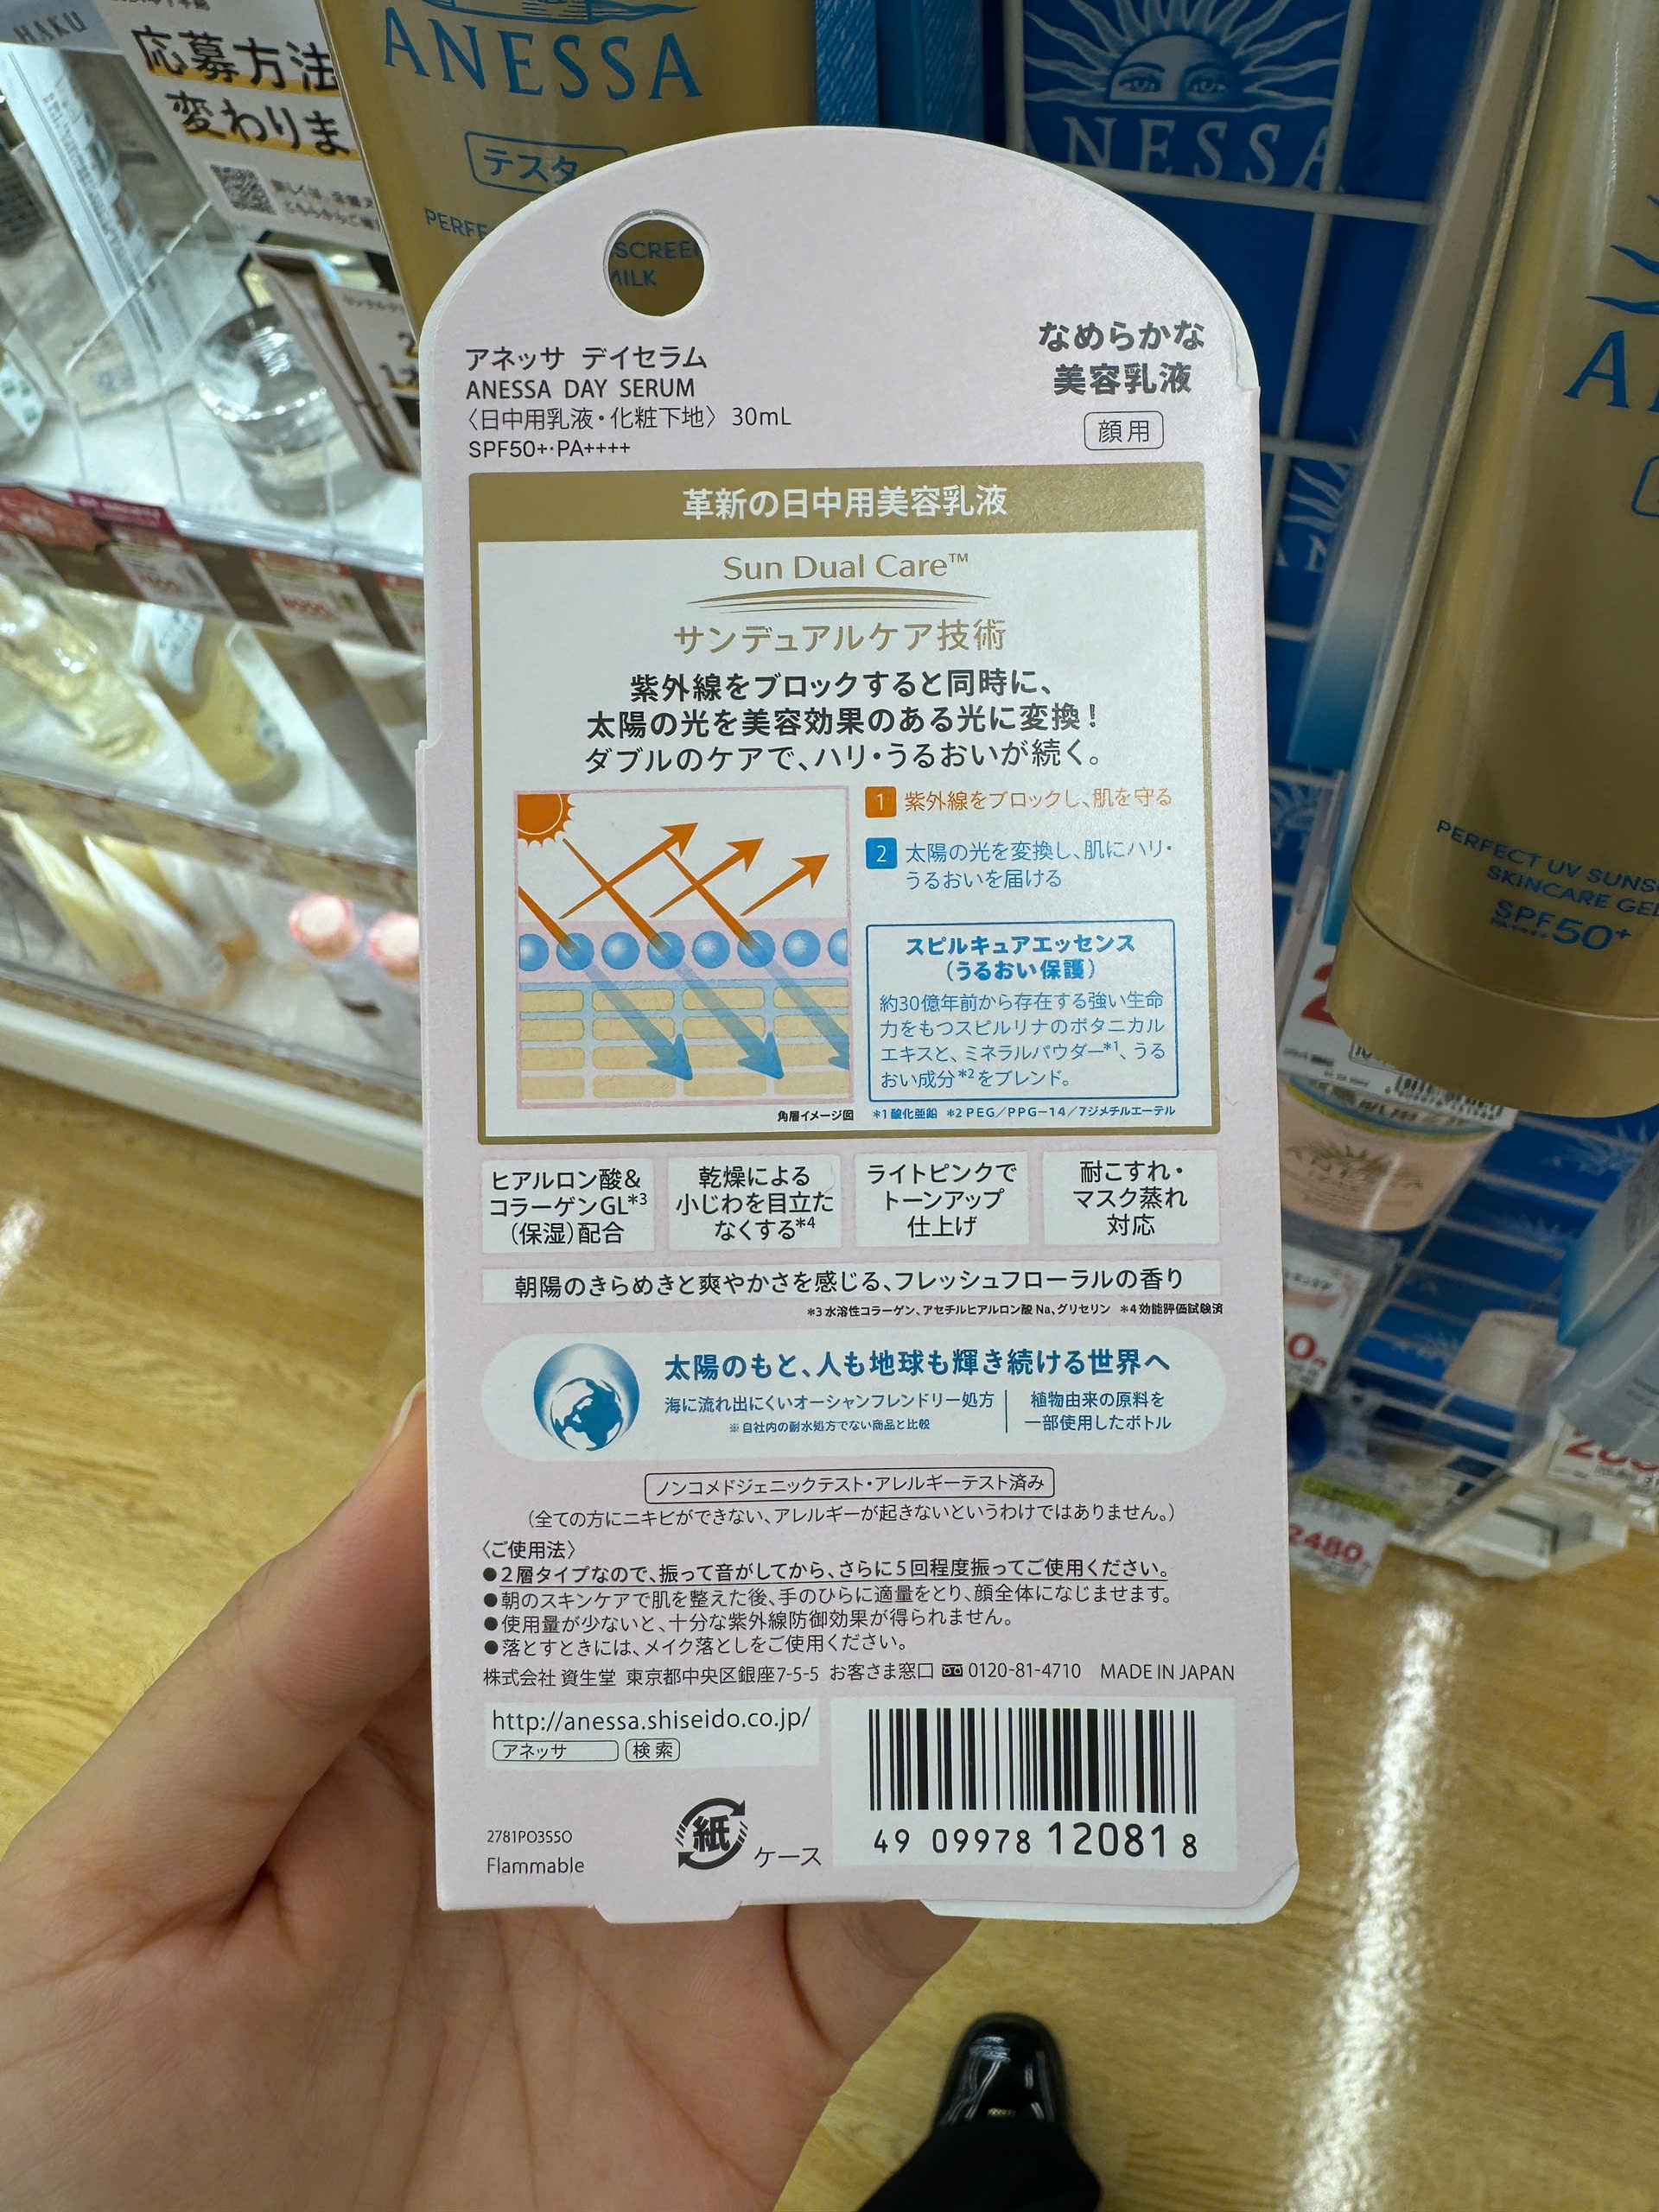 HAKU
応募方法
変わりま
ANESSA
テスタ
PERFE
SCREEN
MILK
ANESSA
なめらかな
美容乳液
顔用
アネッサ デイセラム
ANESSA DAY SERUM
〈日中用乳液・化粧下地〉 30mL
SPF50+・PA++++
革新の日中用美容乳液
Sun Dual Care™
サンデュアルケア技術
紫外線をブロックすると同時に、
太陽の光を美容効果のある光に変換！
ダブルのケアで、ハリ・うるおいが続く。
1 紫外線をブロックし、肌を守る
2 太陽の光を変換し、肌にハリ・
うるおいを届ける
スピルキュアエッセンス
（うるおい保護）
約30億年前から存在する強い生命
力をもつスピルリナのボタニカル
エキスと、ミネラルパウダー*1、うる
おい成分*2をブレンド。
角層イメージ図
*1 酸化亜鉛 *2 PEG／PPG－14／7ジメチルエーテル
ヒアルロン酸&
コラーゲンGL*3
（保湿）配合
乾燥による
小じわを目立た
なくする*4
ライトピンクで
トーンアップ
仕上げ
耐こすれ・
マスク蒸れ
対応
朝陽のきらめきと爽やかさを感じる、フレッシュフローラルの香り
*3 水溶性コラーゲン、アセチルヒアルロン酸 Na、グリセリン *4 効能評価試験済
太陽のもと、人も地球も輝き続ける世界へ
海に流れ出にくいオーシャンフレンドリー処方
※自社内の耐水処方でない商品と比較
植物由来の原料を
一部使用したボトル
ノンコメドジェニックテスト・アレルギーテスト済み
（全ての方にニキビができない、アレルギーが起きないというわけではありません。）
〈ご使用法〉
●2層タイプなので、振って音がしてから、さらに5回程度振ってご使用ください。
●朝のスキンケアで肌を整えた後、手のひらに適量をとり、顔全体になじませます。
●使用量が少ないと、十分な紫外線防御効果が得られません。
●落とすときには、メイク落としをご使用ください。
株式会社 資生堂 東京都中央区銀座7-5-5 お客さま窓口 0120-81-4710 MADE IN JAPAN
http://anessa.shiseido.co.jp/
アネッサ 検索
2781PO3S5O
Flammable
紙 ケース
49 09978 120818
PERFECT UV SUNS
SKINCARE GEL
SPF50+
PA++++
2480